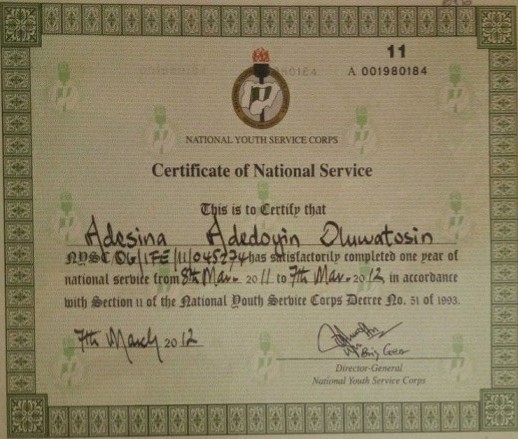 11
A 001980184
NATIONAL YOUTH SERVICE CORPS
Certificate of National Service
This is to Certify that
Adesina Adedoyin Oluwatosin
NYSC OG/IFE/11/045274 has satisfactorily completed one year of
national service from 8th Mar. 2011 to 7th Mar. 2012 in accordance
with Section 11 of the National Youth Service Corps Decree No. 51 of 1993.
7th March 2012
Director-General
National Youth Service Corps